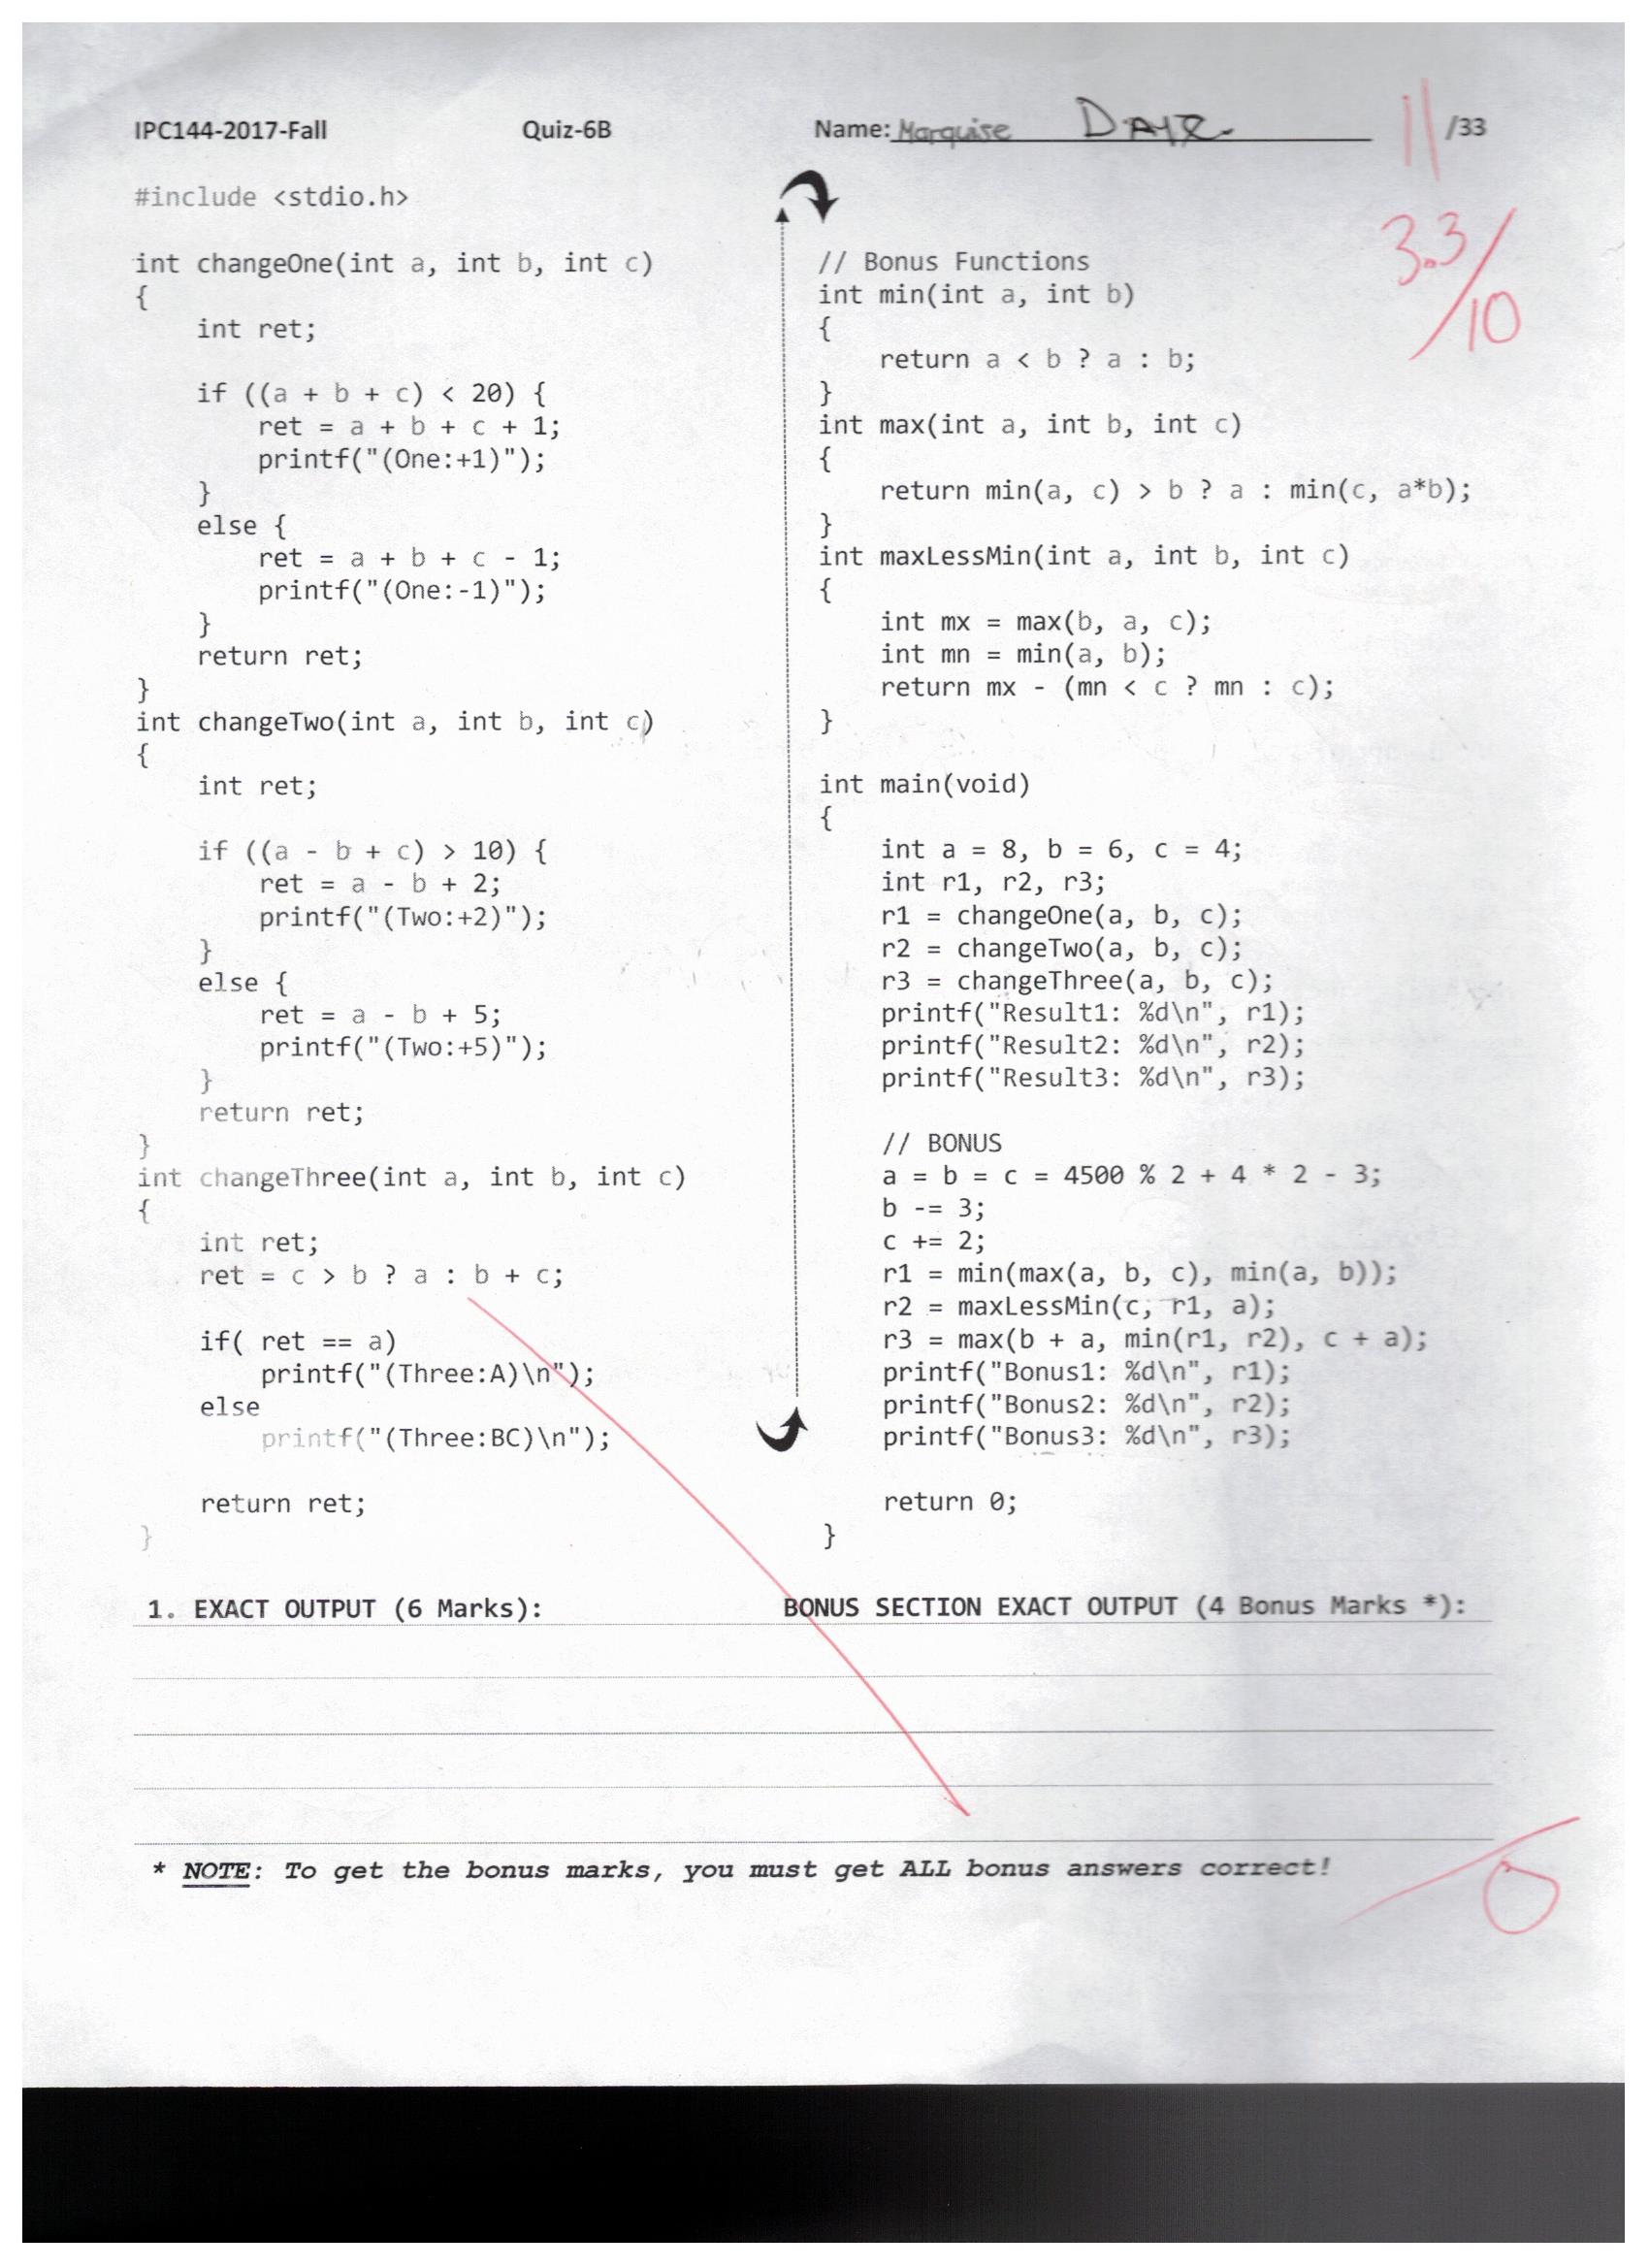 IPC144-2017-Fall Quiz-6B Name: Marquise 11 /33
3.3/10
#include <stdio.h>
int changeOne(int a, int b, int c)
{
int ret;
if ((a + b + c) < 20) {
ret = a + b + c + 1;
printf("(One:+1)");
}
else {
ret = a + b + c - 1;
printf("(One:-1)");
}
return ret;
}
int changeTwo(int a, int b, int c)
{
int ret;
if ((a - b + c) > 10) {
ret = a - b + 2;
printf("(Two:+2)");
}
else {
ret = a - b + 5;
printf("(Two:+5)");
}
return ret;
}
int changeThree(int a, int b, int c)
{
int ret;
ret = c > b ? a : b + c;
if( ret == a)
printf("(Three:A)\n");
else
printf("(Three:BC)\n");
return ret;
}
// Bonus Functions
int min(int a, int b)
{
return a < b ? a : b;
}
int max(int a, int b, int c)
{
return min(a, c) > b ? a : min(c, a*b);
}
int maxLessMin(int a, int b, int c)
{
int mx = max(b, a, c);
int mn = min(a, b);
return mx - (mn < c ? mn : c);
}
int main(void)
{
int a = 8, b = 6, c = 4;
int r1, r2, r3;
r1 = changeOne(a, b, c);
r2 = changeTwo(a, b, c);
r3 = changeThree(a, b, c);
printf("Result1: %d\n", r1);
printf("Result2: %d\n", r2);
printf("Result3: %d\n", r3);
// BONUS
a = b = c = 4500 % 2 + 4 * 2 - 3;
b -= 3;
c += 2;
r1 = min(max(a, b, c), min(a, b));
r2 = maxLessMin(c, r1, a);
r3 = max(b + a, min(r1, r2), c + a);
printf("Bonus1: %d\n", r1);
printf("Bonus2: %d\n", r2);
printf("Bonus3: %d\n", r3);
return 0;
}
1. EXACT OUTPUT (6 Marks): BONUS SECTION EXACT OUTPUT (4 Bonus Marks *):
* NOTE: To get the bonus marks, you must get ALL bonus answers correct!
0